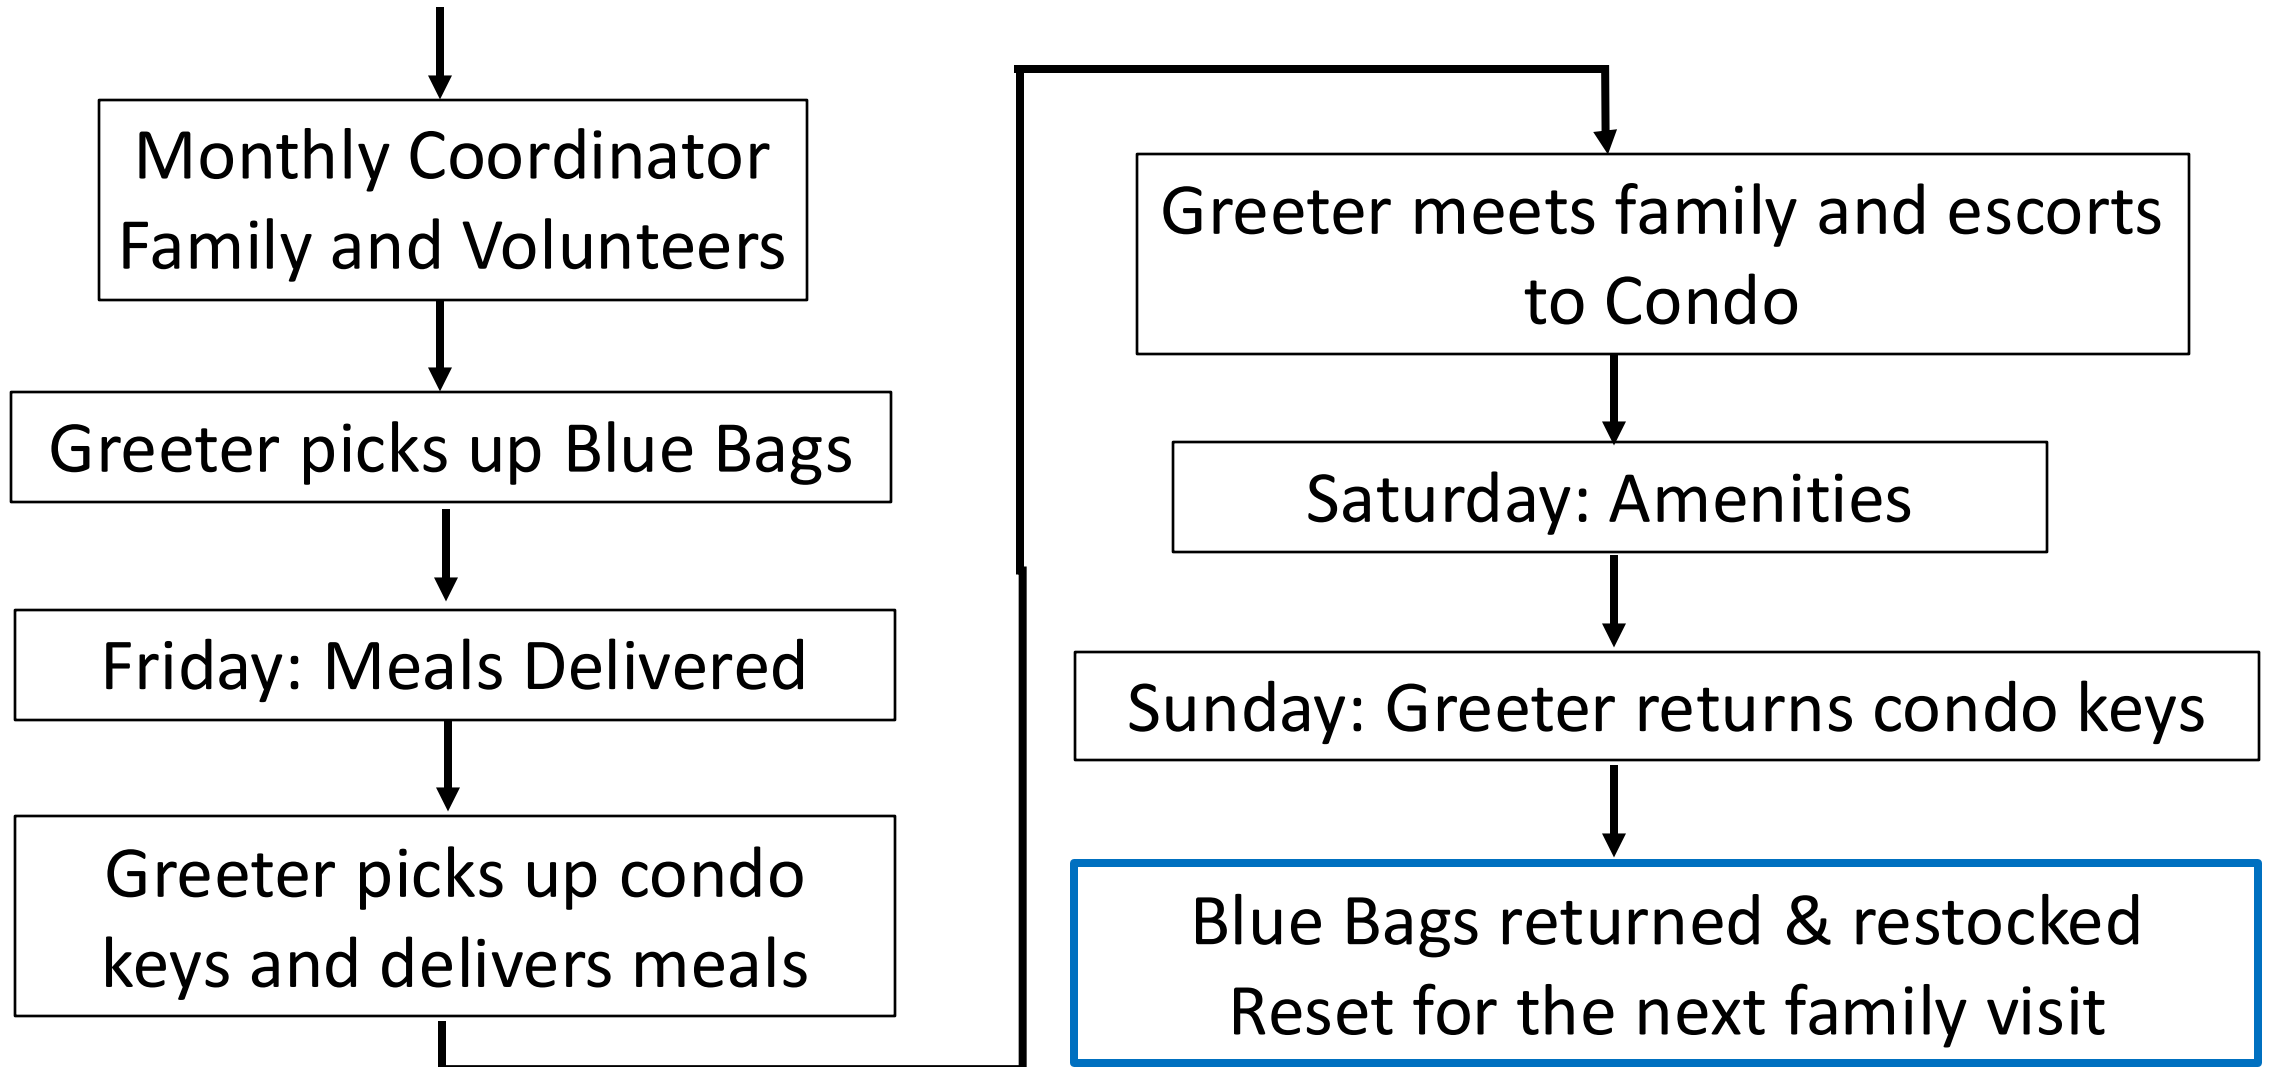 Monthly Coordinator
Family and Volunteers
Greeter picks up Blue Bags
Friday: Meals Delivered
Greeter picks up condo
keys and delivers meals
Greeter meets family and escorts
to Condo
Saturday: Amenities
Sunday: Greeter returns condo keys
Blue Bags returned & restocked
Reset for the next family visit